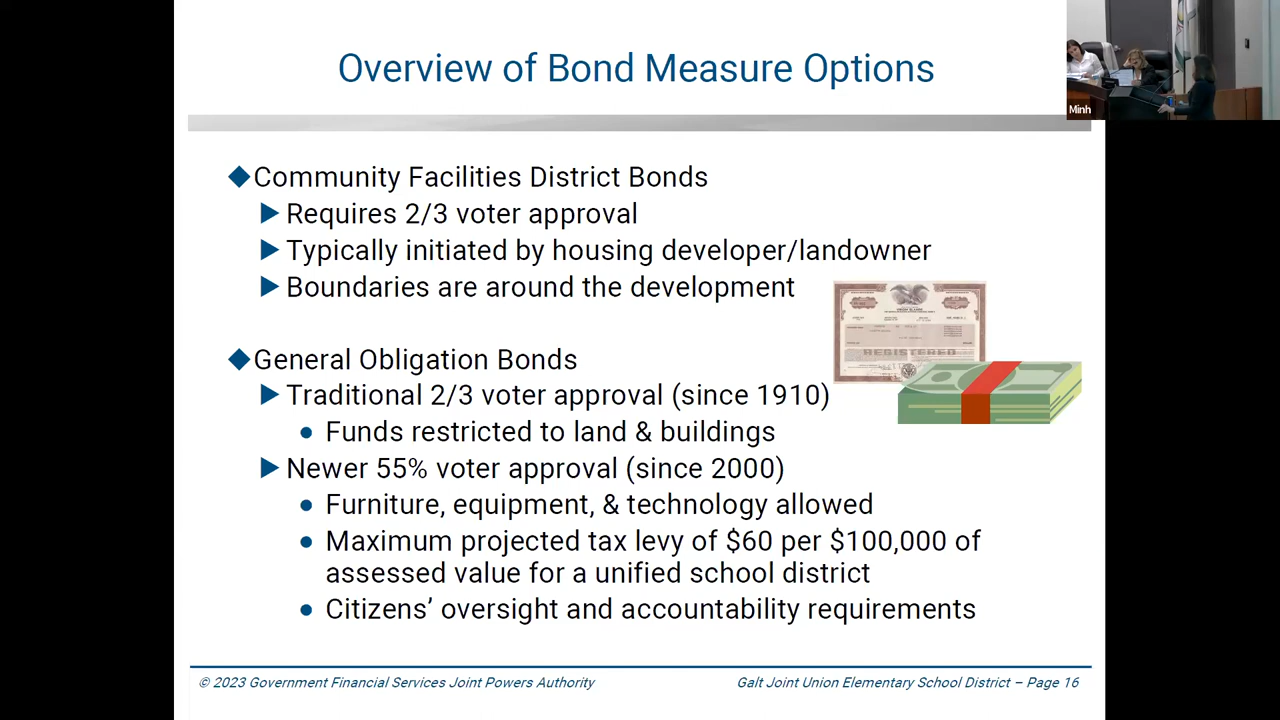 Overview of Bond Measure Options
Minh
Community Facilities District Bonds
Requires 2/3 voter approval
Typically initiated by housing developer/landowner
Boundaries are around the development
REGISTERED
General Obligation Bonds
Traditional 2/3 voter approval (since 1910)
Funds restricted to land & buildings
Newer 55% voter approval (since 2000)
Furniture, equipment, & technology allowed
Maximum projected tax levy of $60 per $100,000 of
assessed value for a unified school district
Citizens’ oversight and accountability requirements
© 2023 Government Financial Services Joint Powers Authority
Galt Joint Union Elementary School District – Page 16